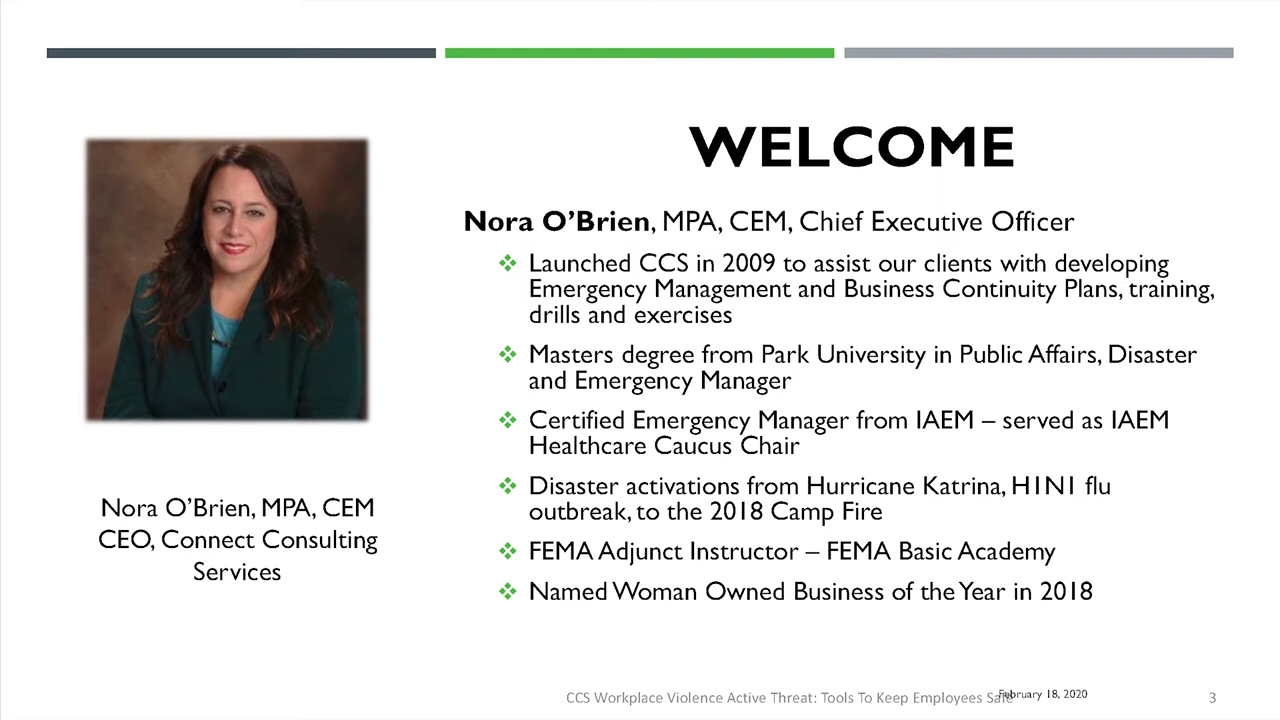 WELCOME
Nora O’Brien, MPA, CEM, Chief Executive Officer
Launched CCS in 2009 to assist our clients with developing
Emergency Management and Business Continuity Plans, training,
drills and exercises
Masters degree from Park University in Public Affairs, Disaster
and Emergency Manager
Certified Emergency Manager from IAEM – served as IAEM
Healthcare Caucus Chair
Disaster activations from Hurricane Katrina, H1N1 flu
outbreak, to the 2018 Camp Fire
FEMA Adjunct Instructor – FEMA Basic Academy
Named Woman Owned Business of the Year in 2018
Nora O’Brien, MPA, CEM
CEO, Connect Consulting
Services
CCS Workplace Violence Active Threat: Tools To Keep Employees Safe
February 18, 2020
3